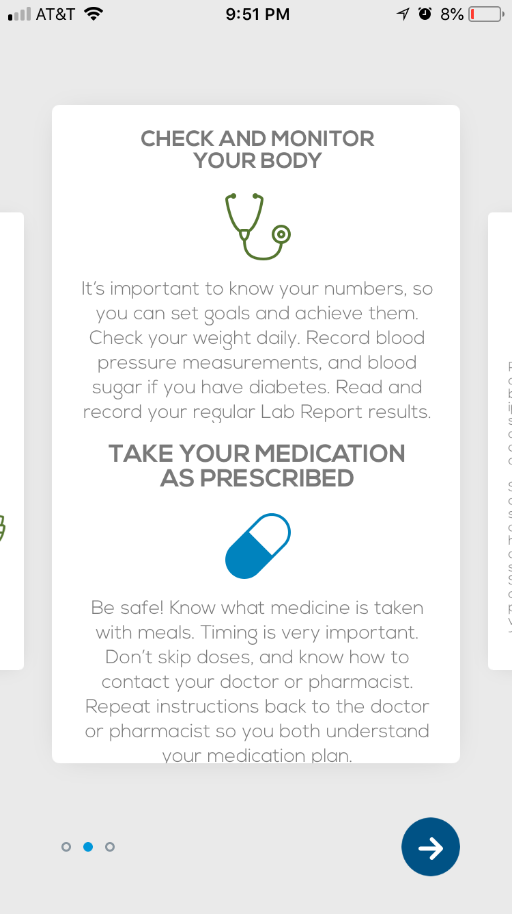 AT&T
9:51 PM
8%
CHECK AND MONITOR
YOUR BODY
It's important to know your numbers, so
you can set goals and achieve them.
Check your weight daily. Record blood
pressure measurements, and blood
sugar if you have diabetes. Read and
record your regular Lab Report results.
TAKE YOUR MEDICATION
AS PRESCRIBED
Be safe! Know what medicine is taken
with meals. Timing is very important.
Don't skip doses, and know how to
contact your doctor or pharmacist.
Repeat instructions back to the doctor
or pharmacist so you both understand
your medication plan.